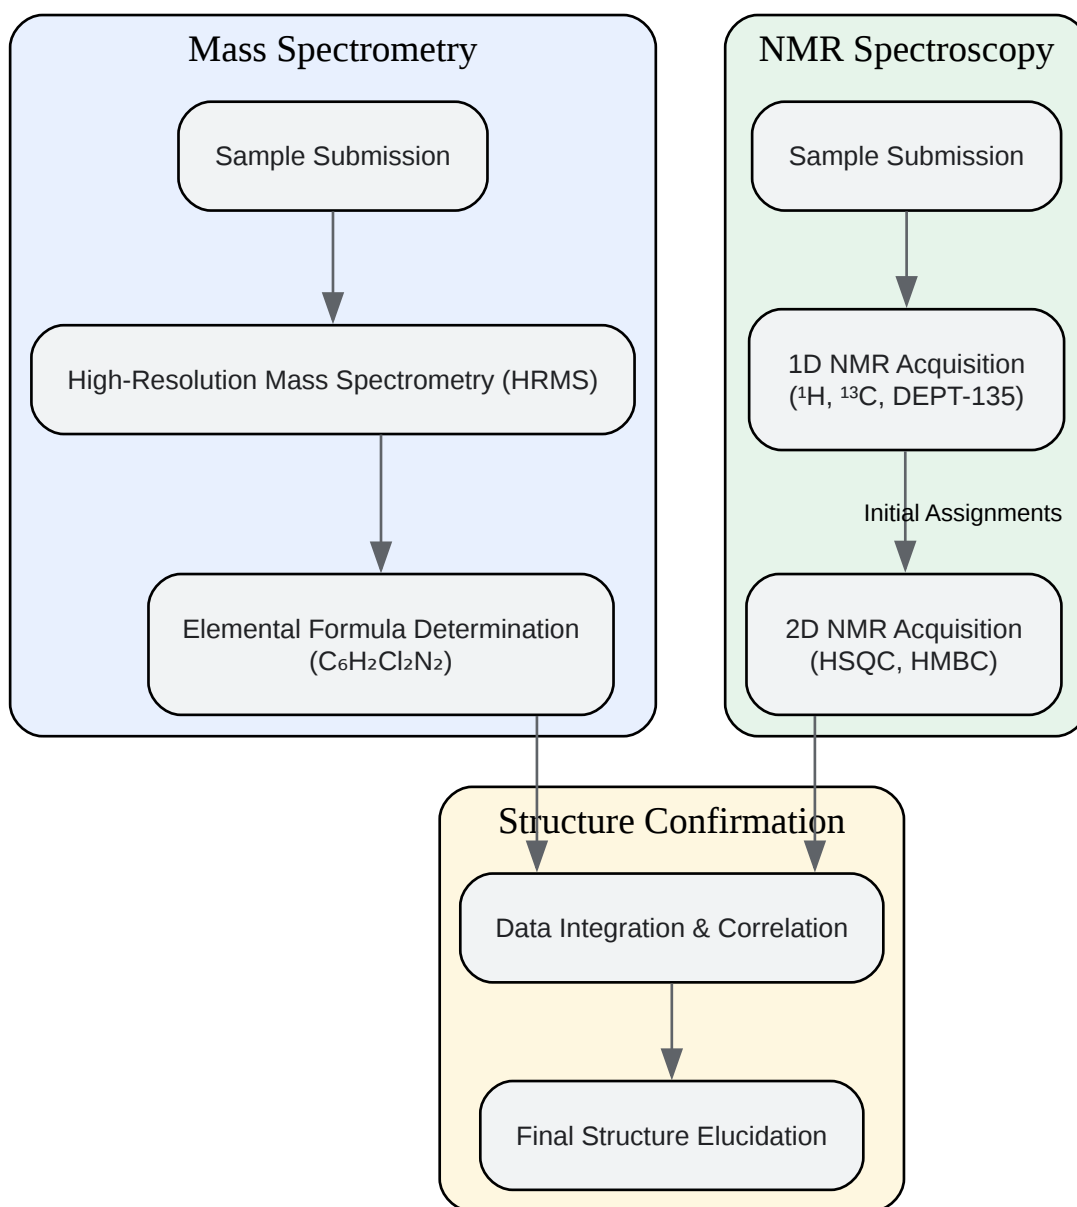 Mass Spectrometry
Sample Submission
High-Resolution Mass Spectrometry (HRMS)
Elemental Formula Determination
(C₆H₂Cl₂N₂)
NMR Spectroscopy
Sample Submission
1D NMR Acquisition
(¹H, ¹³C, DEPT-135)
Initial Assignments
2D NMR Acquisition
(HSQC, HMBC)
Structure Confirmation
Data Integration & Correlation
Final Structure Elucidation